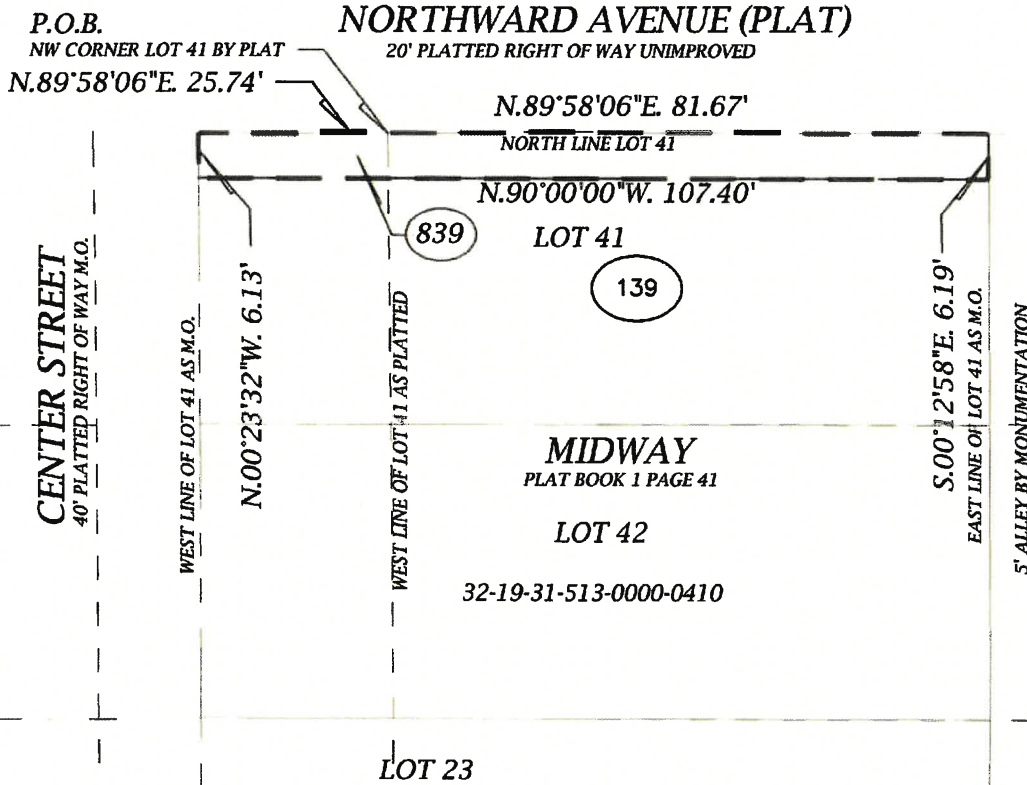 P.O.B.
NW CORNER LOT 41 BY PLAT
NORTHWARD AVENUE (PLAT)
20' PLATTED RIGHT OF WAY UNIMPROVED
N.89°58'06"E. 25.74'
N.89°58'06"E. 81.67'
NORTH LINE LOT 41
N.90°00'00"W. 107.40'
839
LOT 41
139
CENTER STREET
40' PLATTED RIGHT OF WAY M.O.
WEST LINE OF LOT 41 AS M.O.
N.00°23'32"W. 6.13'
WEST LINE OF LOT 41 AS PLATTED
S.00°12'58"E. 6.19'
EAST LINE OF LOT 41 AS M.O.
5' ALLEY BY MONUMENTATION
MIDWAY
PLAT BOOK 1 PAGE 41
LOT 42
32-19-31-513-0000-0410
LOT 23